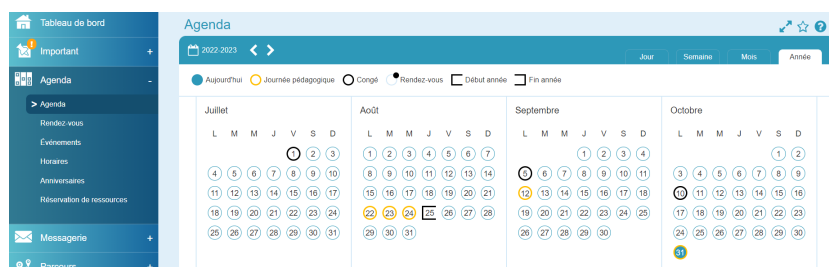 Tableau de bord
Important +
Agenda -
> Agenda
Rendez-vous
Événements
Horaires
Anniversaires
Réservation de ressources
Messagerie +
Parcours
Agenda
2022-2023 < >
Jour Semaine Mois Année
Aujourd'hui Journée pédagogique Congé Rendez-vous Début année Fin année
Juillet
L M M J V S D
1 2 3
4 5 6 7 8 9 10
11 12 13 14 15 16 17
18 19 20 21 22 23 24
25 26 27 28 29 30 31
Août
L M M J V S D
1 2 3 4 5 6 7
8 9 10 11 12 13 14
15 16 17 18 19 20 21
22 23 24 25 26 27 28
29 30 31
Septembre
L M M J V S D
1 2 3 4
5 6 7 8 9 10 11
12 13 14 15 16 17 18
19 20 21 22 23 24 25
26 27 28 29 30
Octobre
L M M J V S D
1 2
3 4 5 6 7 8 9
10 11 12 13 14 15 16
17 18 19 20 21 22 23
24 25 26 27 28 29 30
31